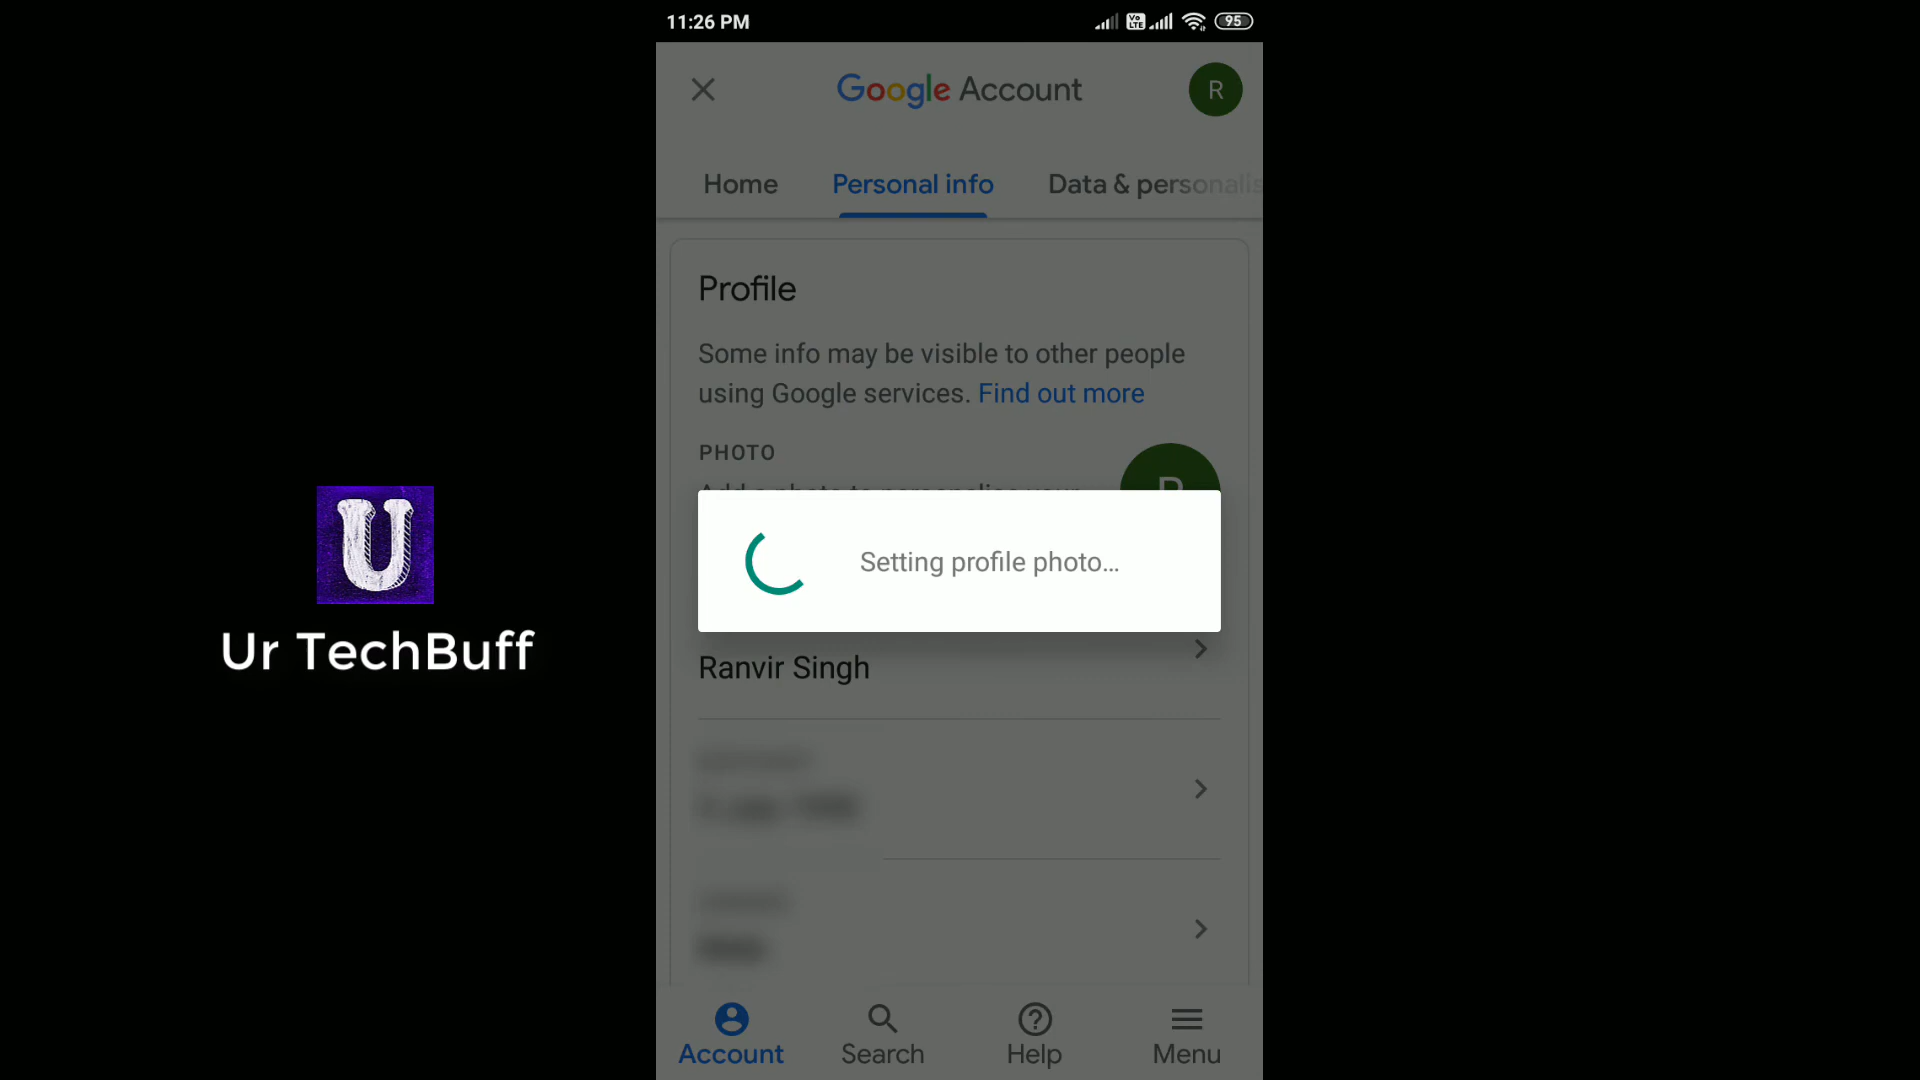 11:26 PM
Vo
LTE
95
Google Account
R
Home
Personal info
Data & personalis
Profile
Some info may be visible to other people
using Google services. Find out more
PHOTO
Setting profile photo...
Ranvir Singh
U
Ur TechBuff
Account
Search
Help
Menu